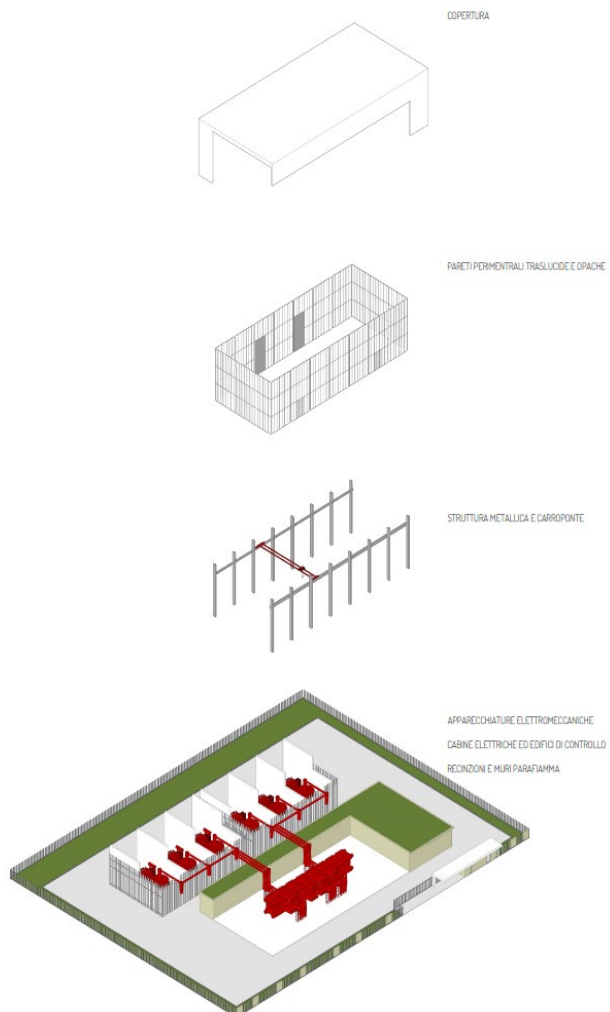 COPERTURA
PARETI PERIMENTRALI TRASLUCIDE E OPACHE
STRUTTURA METALLICA E CARROPONTE
APPARECCHIATURE ELETTROMECCANICHE
CABINE ELETTRICHE ED EDIFICI DI CONTROLLO
RECINZIONI E MURI PARAFIAMMA